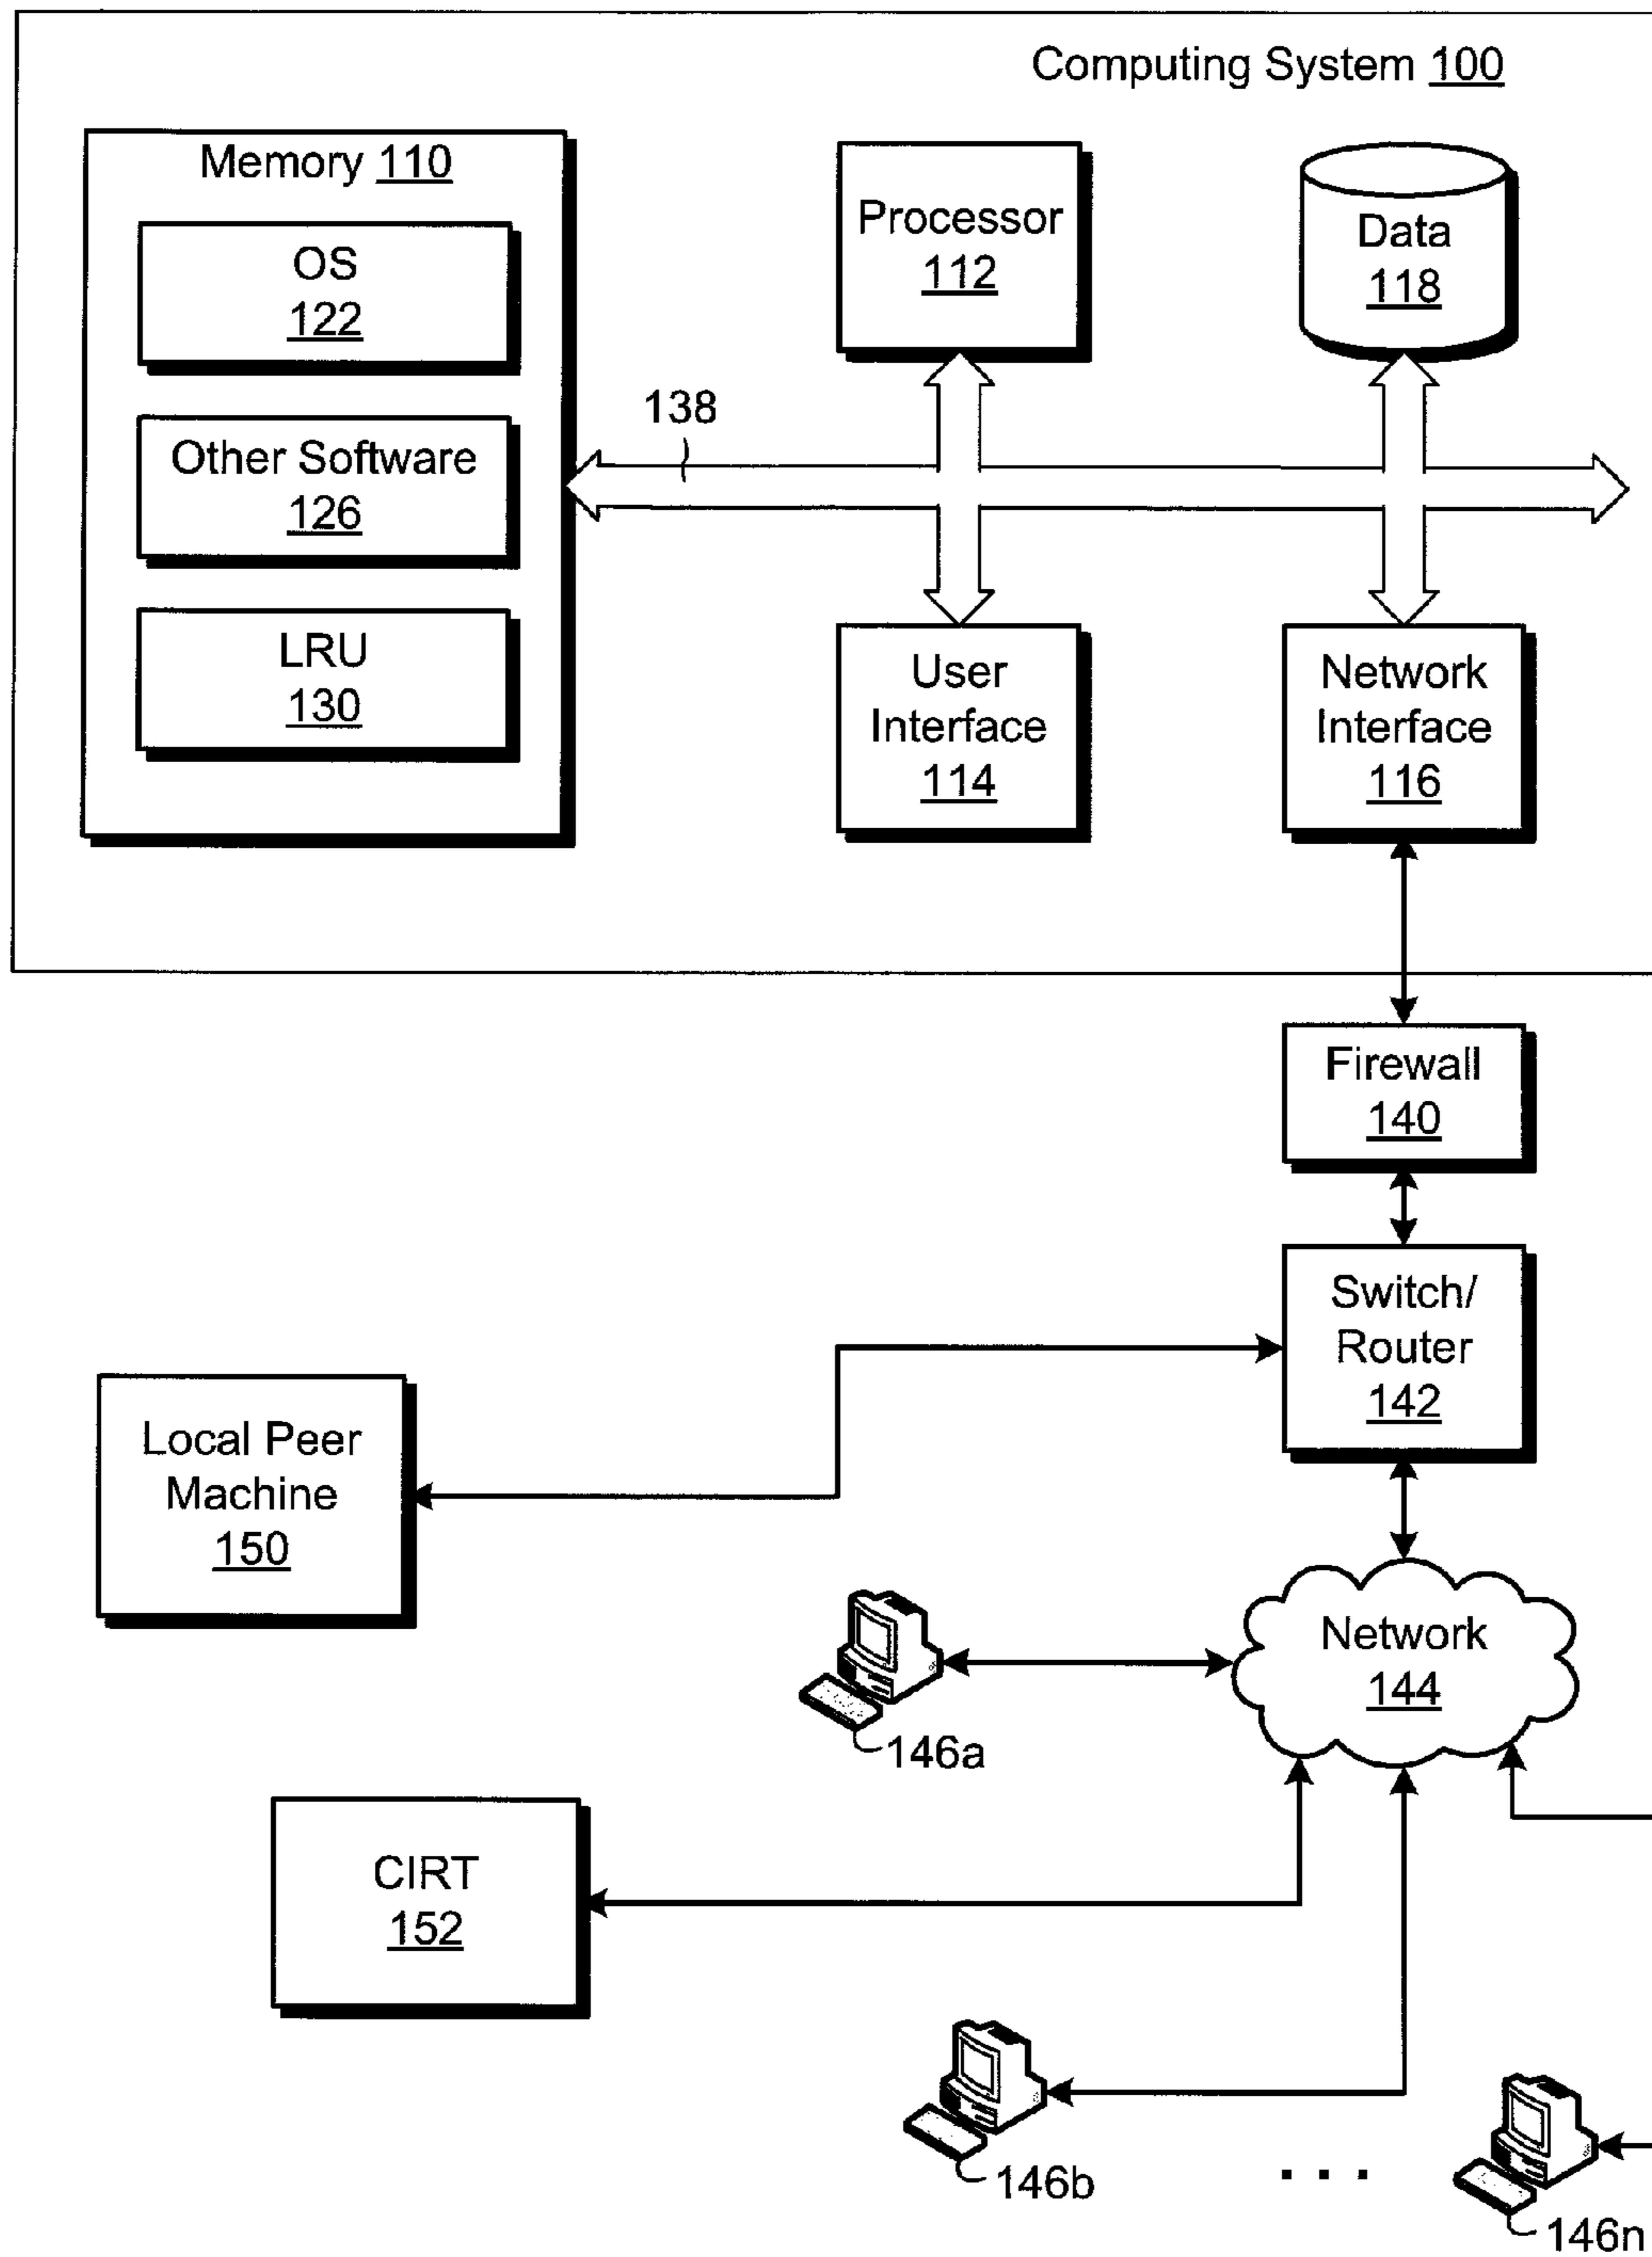 Computing System 100
Memory 110
OS
122
Other Software
126
LRU
130
Processor
112
Data
118
138
User
Interface
114
Network
Interface
116
Firewall
140
Switch/
Router
142
Local Peer
Machine
150
Network
144
146a
CIRT
152
146b
. . .
146n